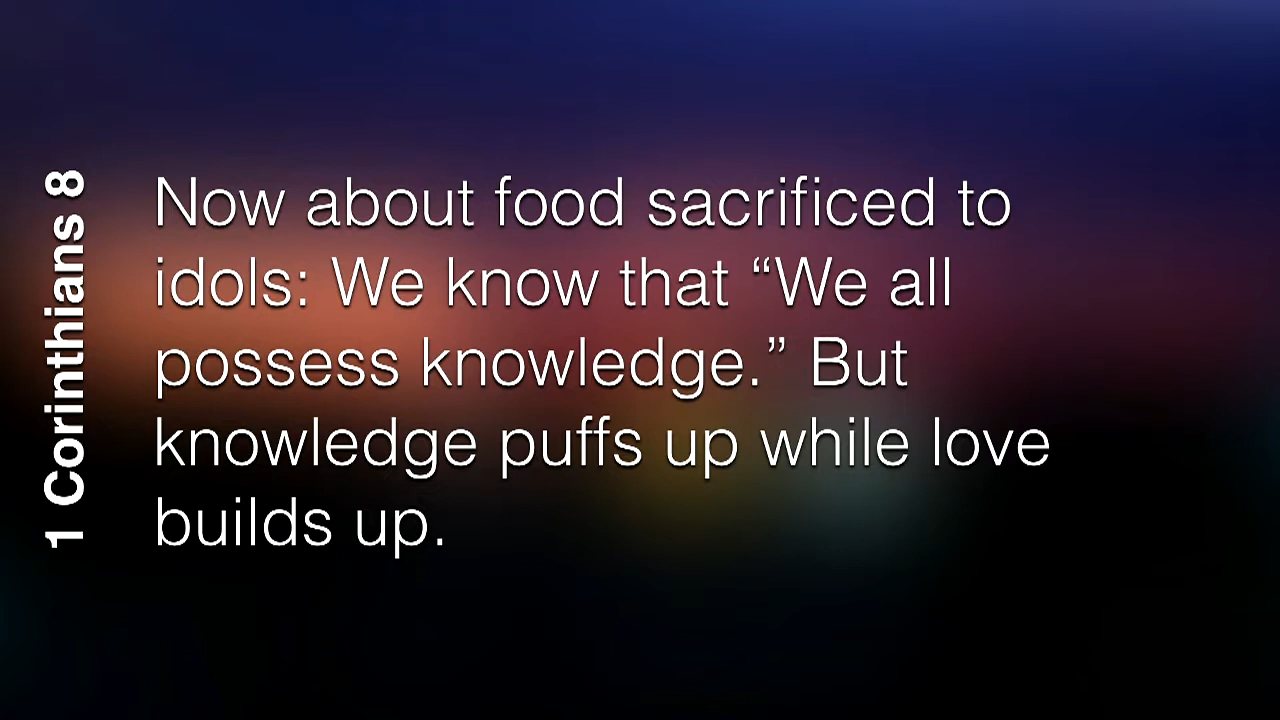 1 Corinthians 8
Now about food sacrificed to
idols: We know that “We all
possess knowledge.” But
knowledge puffs up while love
builds up.